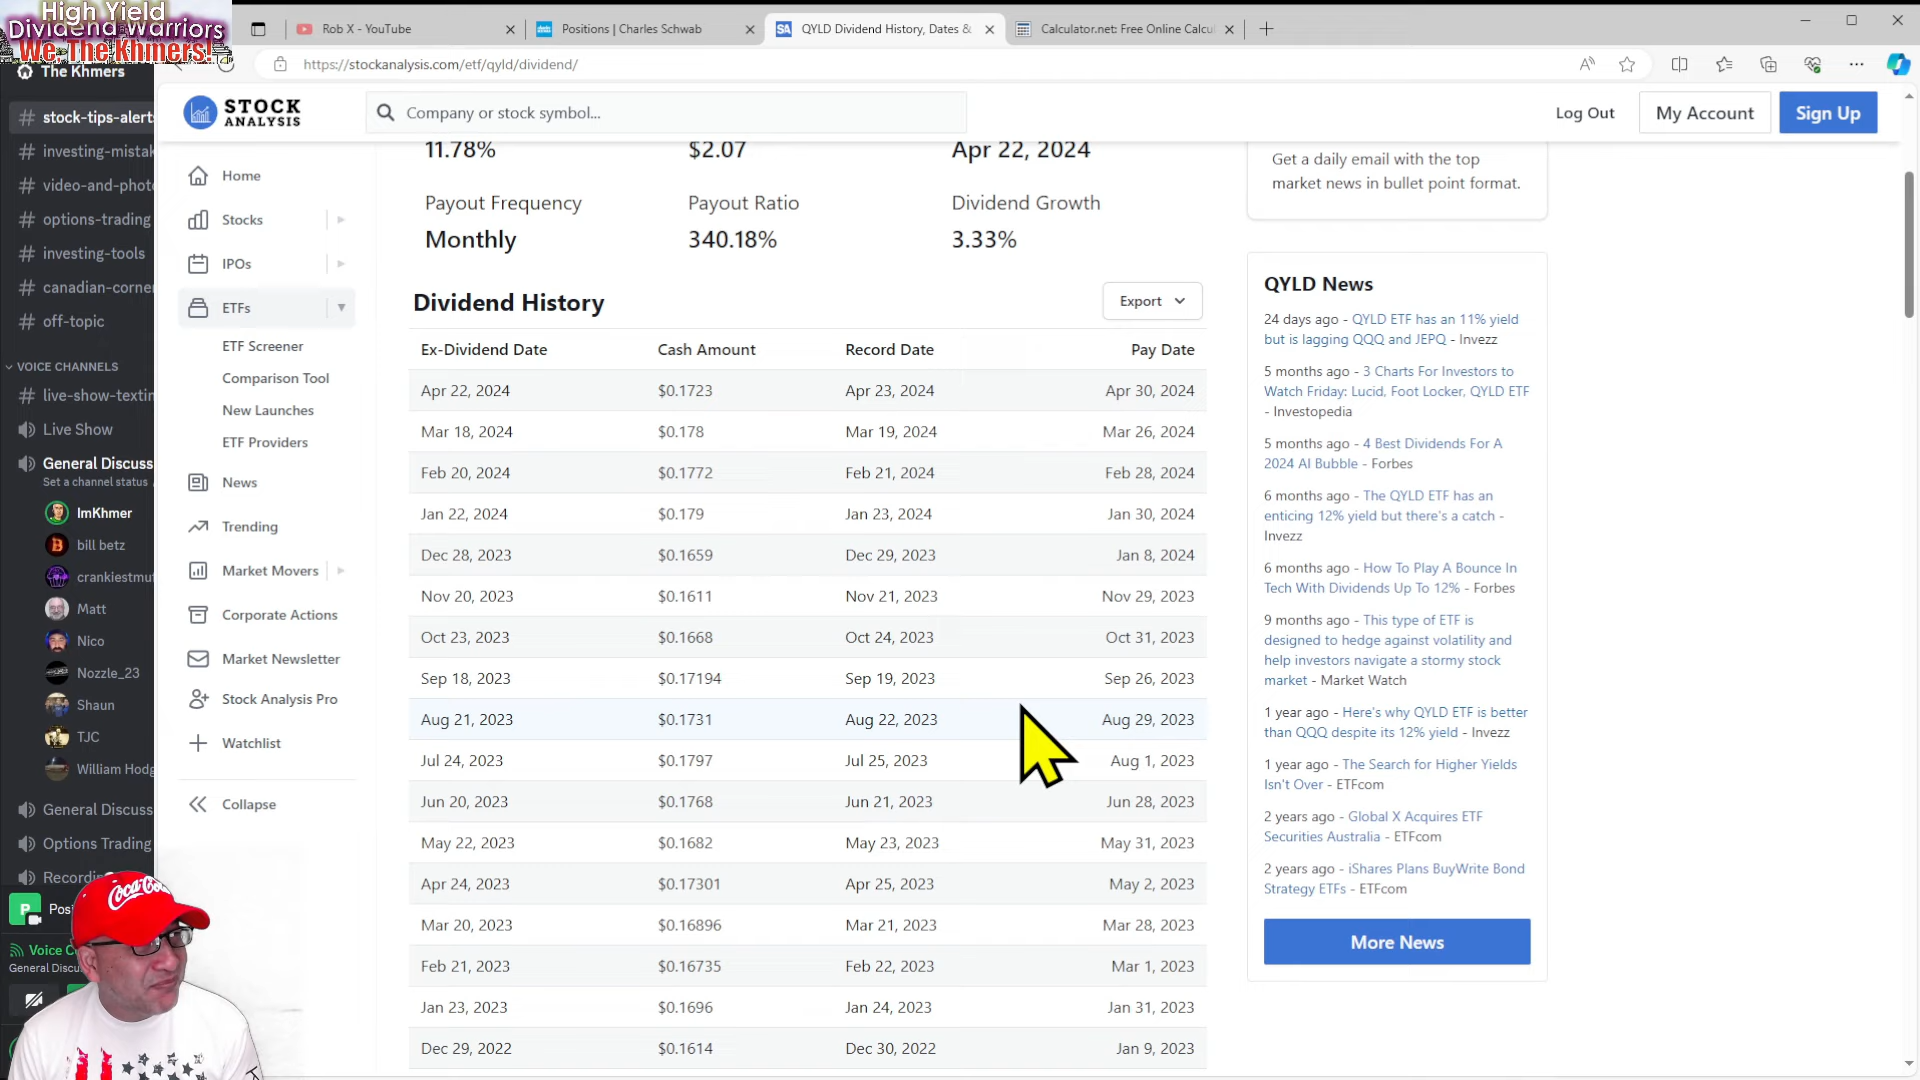 High Yield
Dividend Warriors
We The Khmers!
The Khmers
# stock-tips-alerts
# investing-mistak
# video-and-photo
# options-trading
# investing-tools
# canadian-corner
# off-topic
VOICE CHANNELS
# live-show-textin
Live Show
General Discuss
Set a channel status
ImKhmer
bill betz
crankiestmuf
Matt
Nico
Nozzle_23
Shaun
TJC
William Hodg
General Discuss
Options Trading
Recording
P
Posi
Voice C
General Discu
Coca-Cola
Rob X - YouTube
Positions | Charles Schwab
QYLD Dividend History, Dates &
Calculator.net: Free Online Calcul
https://stockanalysis.com/etf/qyld/dividend/
STOCK
ANALYSIS
Company or stock symbol...
Log Out
My Account
Sign Up
Home
Stocks
IPOs
ETFs
ETF Screener
Comparison Tool
New Launches
ETF Providers
News
Trending
Market Movers
Corporate Actions
Market Newsletter
Stock Analysis Pro
Watchlist
Collapse
11.78% $2.07 Apr 22, 2024
Payout Frequency Payout Ratio Dividend Growth
Monthly 340.18% 3.33%
Dividend History
Export
Ex-Dividend Date Cash Amount Record Date Pay Date
Apr 22, 2024 $0.1723 Apr 23, 2024 Apr 30, 2024
Mar 18, 2024 $0.178 Mar 19, 2024 Mar 26, 2024
Feb 20, 2024 $0.1772 Feb 21, 2024 Feb 28, 2024
Jan 22, 2024 $0.179 Jan 23, 2024 Jan 30, 2024
Dec 28, 2023 $0.1659 Dec 29, 2023 Jan 8, 2024
Nov 20, 2023 $0.1611 Nov 21, 2023 Nov 29, 2023
Oct 23, 2023 $0.1668 Oct 24, 2023 Oct 31, 2023
Sep 18, 2023 $0.17194 Sep 19, 2023 Sep 26, 2023
Aug 21, 2023 $0.1731 Aug 22, 2023 Aug 29, 2023
Jul 24, 2023 $0.1797 Jul 25, 2023 Aug 1, 2023
Jun 20, 2023 $0.1768 Jun 21, 2023 Jun 28, 2023
May 22, 2023 $0.1682 May 23, 2023 May 31, 2023
Apr 24, 2023 $0.17301 Apr 25, 2023 May 2, 2023
Mar 20, 2023 $0.16896 Mar 21, 2023 Mar 28, 2023
Feb 21, 2023 $0.16735 Feb 22, 2023 Mar 1, 2023
Jan 23, 2023 $0.1696 Jan 24, 2023 Jan 31, 2023
Dec 29, 2022 $0.1614 Dec 30, 2022 Jan 9, 2023
Get a daily email with the top
market news in bullet point format.
QYLD News
24 days ago - QYLD ETF has an 11% yield
but is lagging QQQ and JEPQ - Invezz
5 months ago - 3 Charts For Investors to
Watch Friday: Lucid, Foot Locker, QYLD ETF
- Investopedia
5 months ago - 4 Best Dividends For A
2024 AI Bubble - Forbes
6 months ago - The QYLD ETF has an
enticing 12% yield but there's a catch -
Invezz
6 months ago - How To Play A Bounce In
Tech With Dividends Up To 12% - Forbes
9 months ago - This type of ETF is
designed to hedge against volatility and
help investors navigate a stormy stock
market - Market Watch
1 year ago - Here's why QYLD ETF is better
than QQQ despite its 12% yield - Invezz
1 year ago - The Search for Higher Yields
Isn't Over - ETFcom
2 years ago - Global X Acquires ETF
Securities Australia - ETFcom
2 years ago - iShares Plans BuyWrite Bond
Strategy ETFs - ETFcom
More News